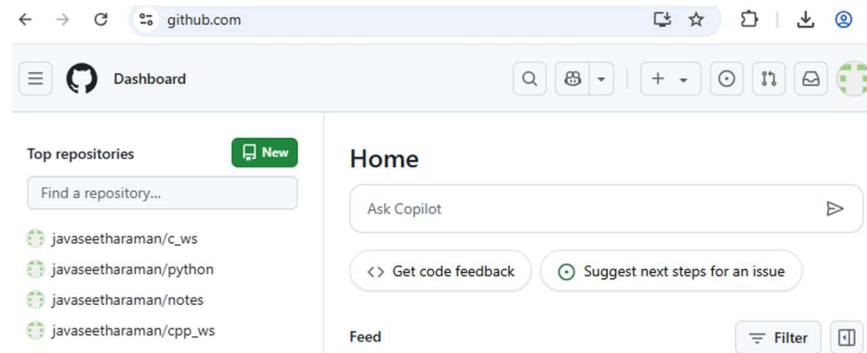 github.com
Dashboard
Top repositories
New
Find a repository...
javaseetharaman/c_ws
javaseetharaman/python
javaseetharaman/notes
javaseetharaman/cpp_ws
Home
Ask Copilot
<> Get code feedback
Suggest next steps for an issue
Feed
Filter